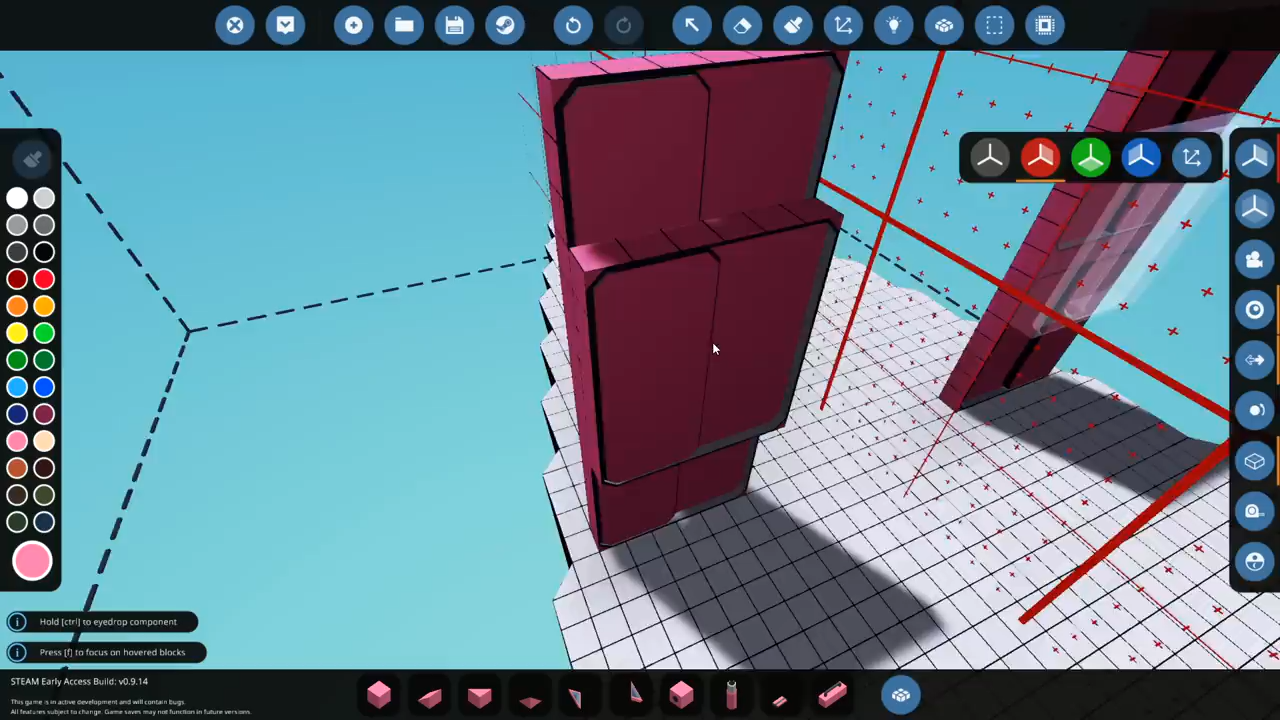 Hold [ctrl] to eyedrop component
Press [f] to focus on hovered blocks
STEAM Early Access Build: v0.9.14
This game is in active development and will contain bugs.
All features subject to change. Game saves may not function in future versions.